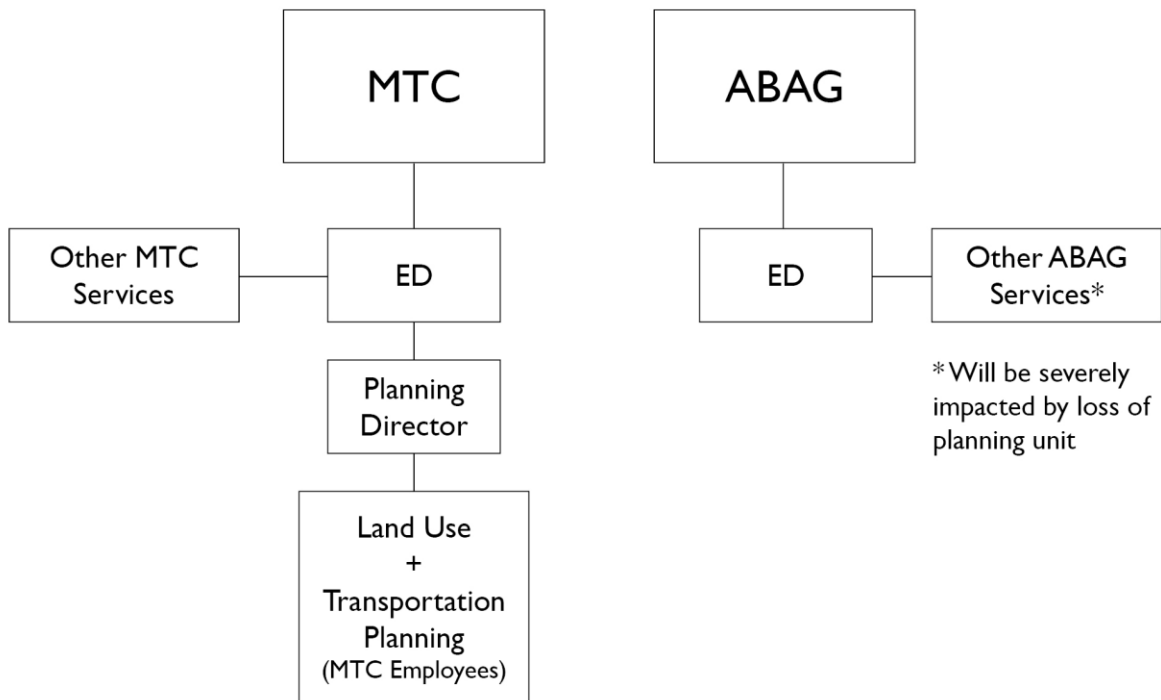 MTC
ABAG
Other MTC
Services
ED
ED
Other ABAG
Services*
Planning
Director
* Will be severely
impacted by loss of
planning unit
Land Use
+
Transportation
Planning
(MTC Employees)